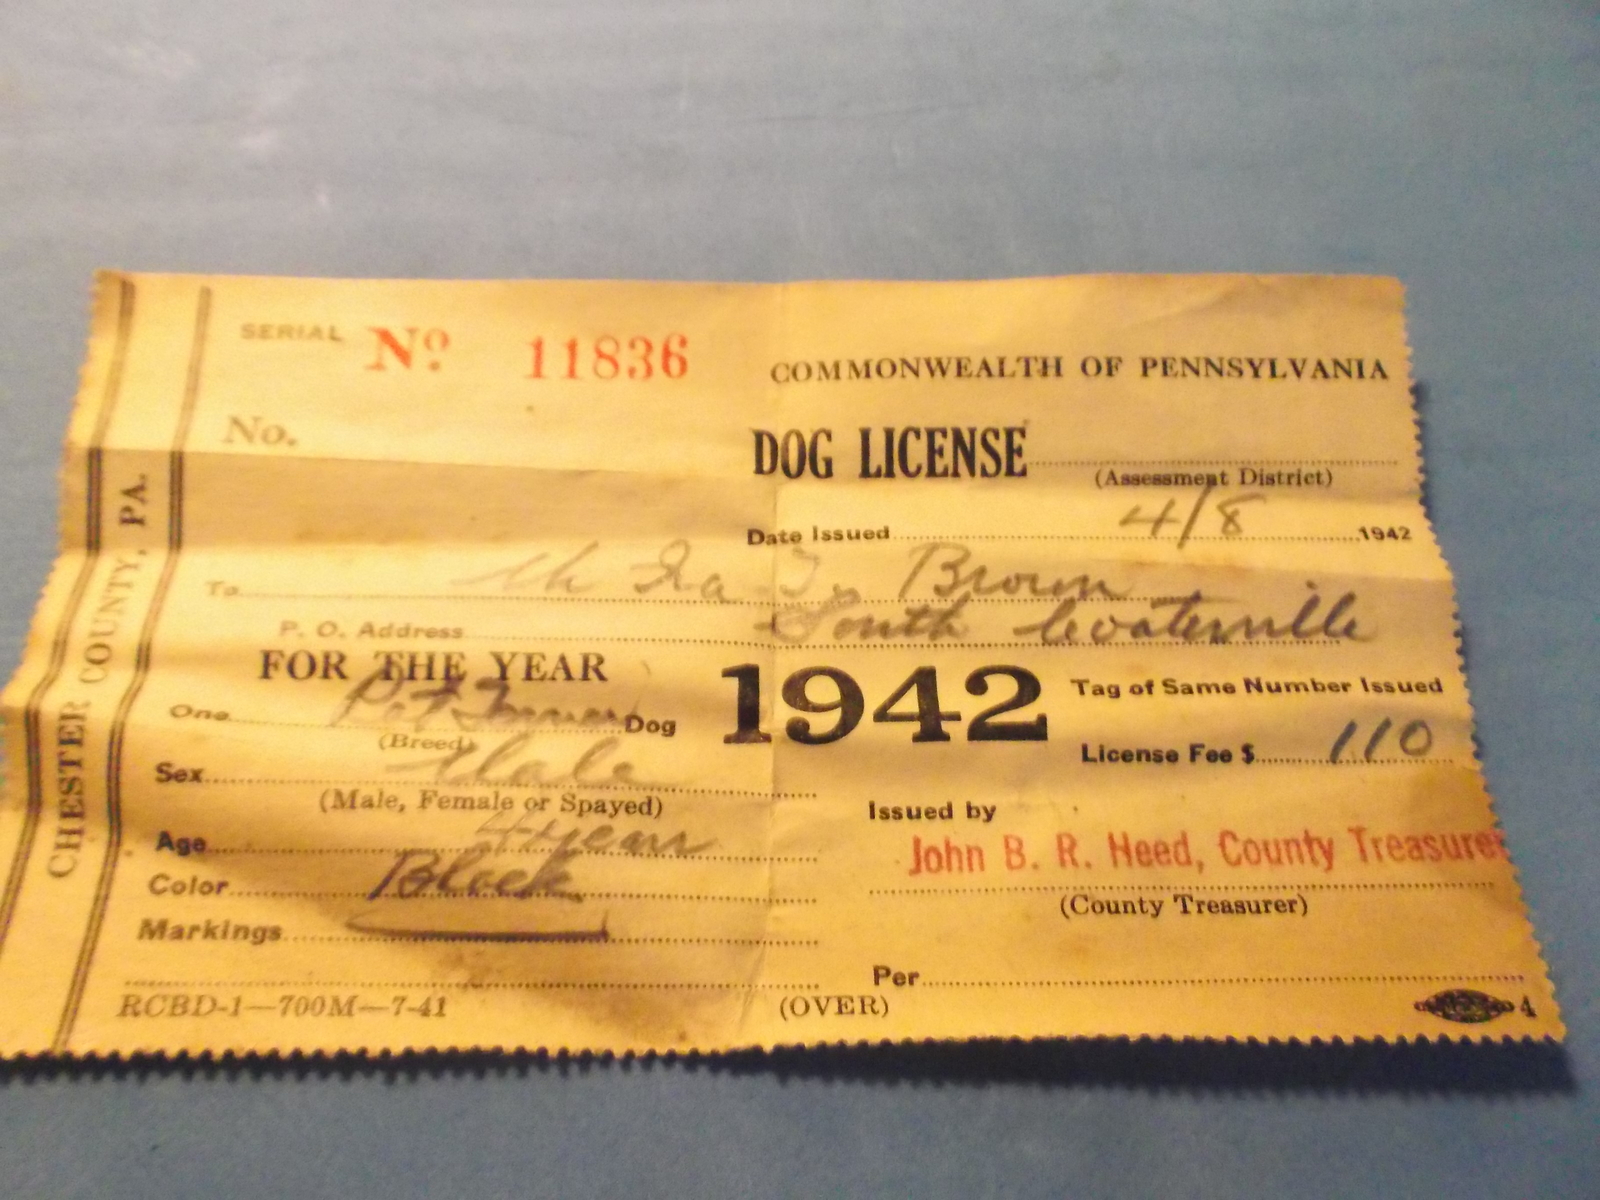 SERIAL No 11836
COMMONWEALTH OF PENNSYLVANIA
No.
DOG LICENSE
(Assessment District)
Date Issued 4/8 1942
To Ira T. Brown
P. O. Address South Coatesville
FOR THE YEAR 1942
One Rat Terrier Dog
(Breed)
Sex Male
(Male, Female or Spayed)
Age 4 years
Color Black
Markings
RCBD-1—700M—7-41
(OVER)
Tag of Same Number Issued
License Fee $ 110
Issued by
John B. R. Heed, County Treasurer
(County Treasurer)
Per
4
CHESTER COUNTY, PA.